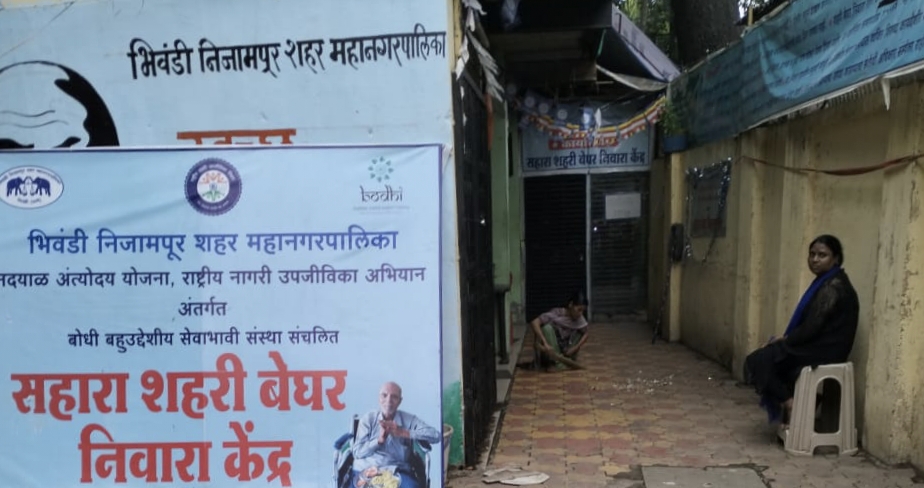 भिवंडी निजामपूर शहर महानगरपालिका
bodhi
भिवंडी निजामपूर शहर महानगरपालिका
नदयाळ अंत्योदय योजना, राष्ट्रीय नागरी उपजीविका अभियान
अंतर्गत
बोधी बहुउद्देशीय सेवाभावी संस्था संचलित
सहारा शहरी बेघर
निवारा केंद्र
सहारा शहरी बेघर निवारा केंद्र